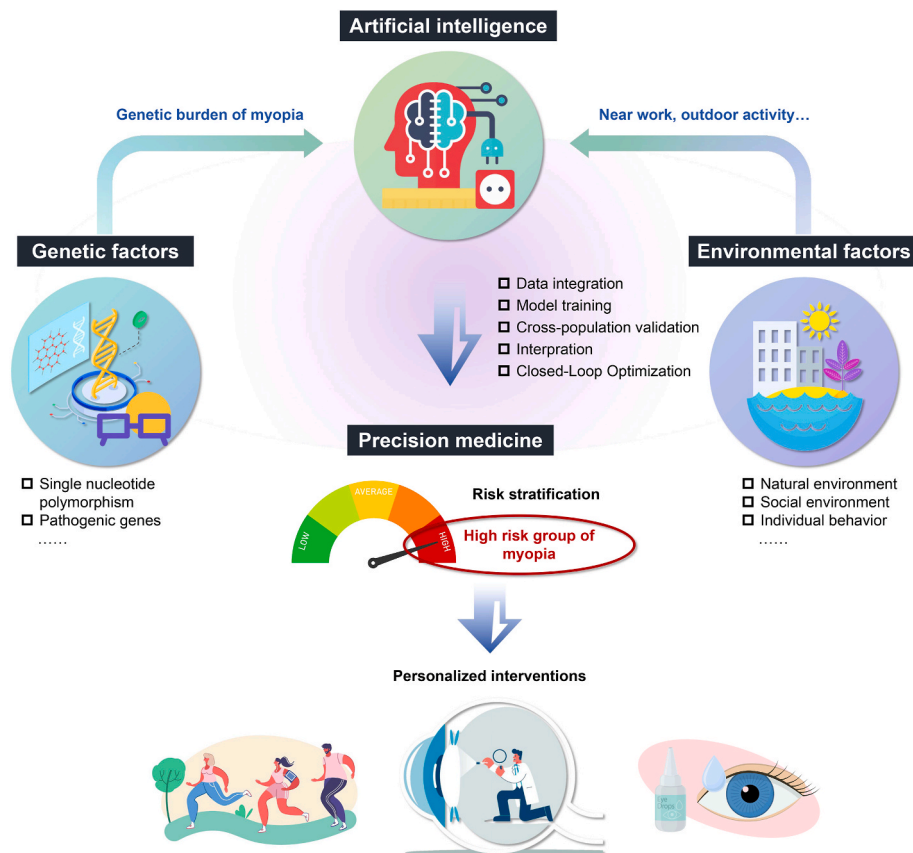 Artificial intelligence
Genetic burden of myopia
Near work, outdoor activity...
Genetic factors
Environmental factors
Data integration
Model training
Cross-population validation
Interpration
Closed-Loop Optimization
Single nucleotide
polymorphism
Pathogenic genes
......
Natural environment
Social environment
Individual behavior
......
Precision medicine
LOW
AVERAGE
HIGH
Risk stratification
High risk group of
myopia
Personalized interventions
ye
drops